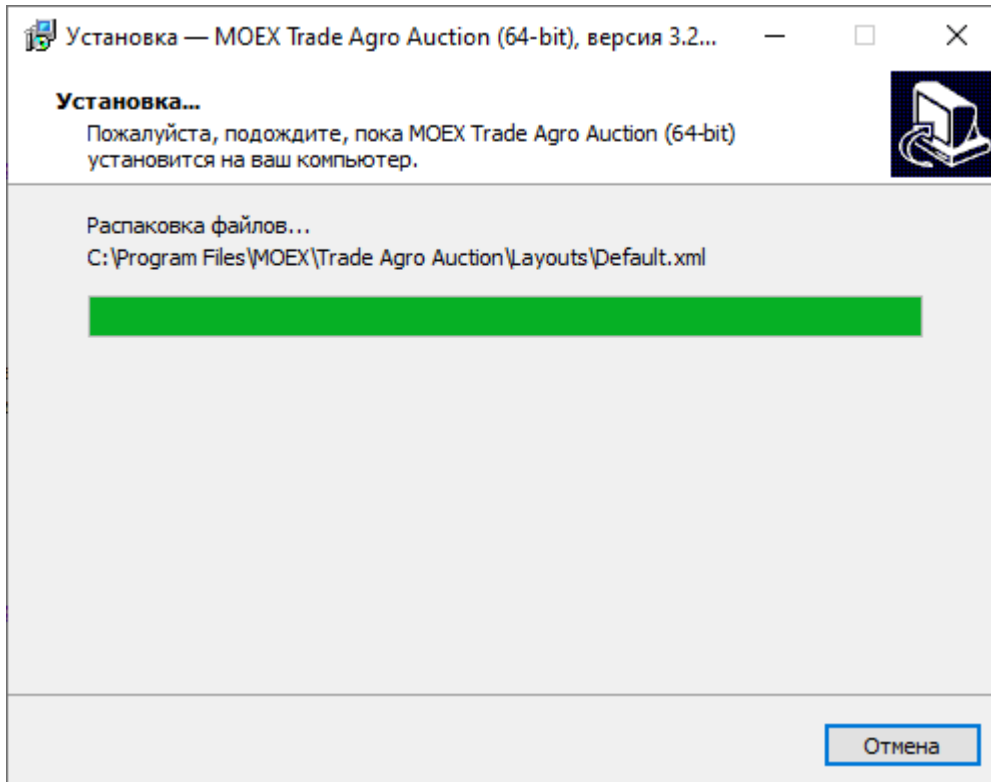 Установка — MOEX Trade Agro Auction (64-bit), версия 3.2...
Установка...
Пожалуйста, подождите, пока MOEX Trade Agro Auction (64-bit)
установится на ваш компьютер.
Распаковка файлов...
C:\Program Files\MOEX\Trade Agro Auction\Layouts\Default.xml
Отмена